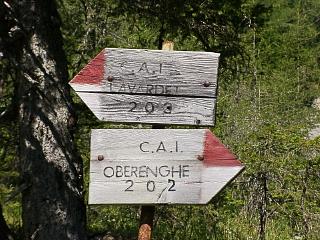 C.A.I.
LAVARDET
203
C.A.I.
OBERENGHE
202